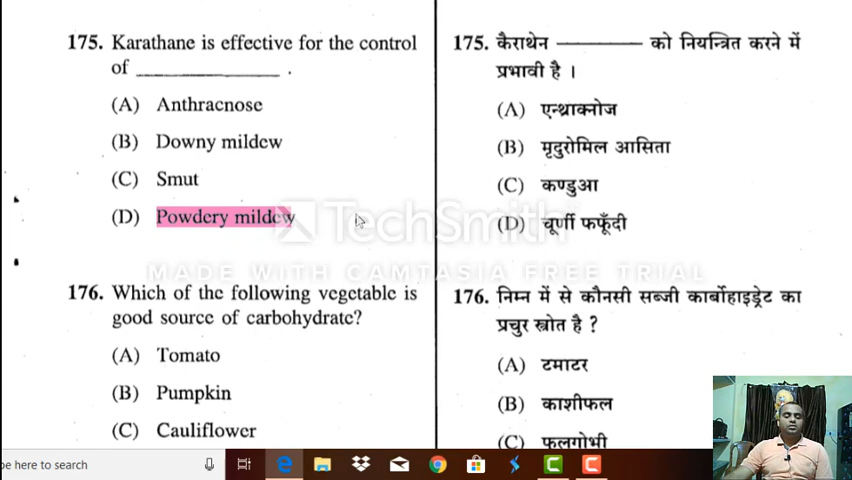 175. Karathane is effective for the control
of ____________ .
(A) Anthracnose
(B) Downy mildew
(C) Smut
(D) Powdery mildew
176. Which of the following vegetable is
good source of carbohydrate?
(A) Tomato
(B) Pumpkin
(C) Cauliflower
175. कैराथेन ________ को नियन्त्रित करने में
प्रभावी है ।
(A) एन्थ्राक्नोज
(B) मृदुरोमिल आसिता
(C) कण्डुआ
(D) चूर्णी फफूँदी
176. निम्न में से कौनसी सब्जी कार्बोहाइड्रेट का
प्रचुर स्त्रोत है ?
(A) टमाटर
(B) काशीफल
(C) फूलगोभी
TechSmith
MADE WITH CAMTASIA FREE TRIAL
pe here to search